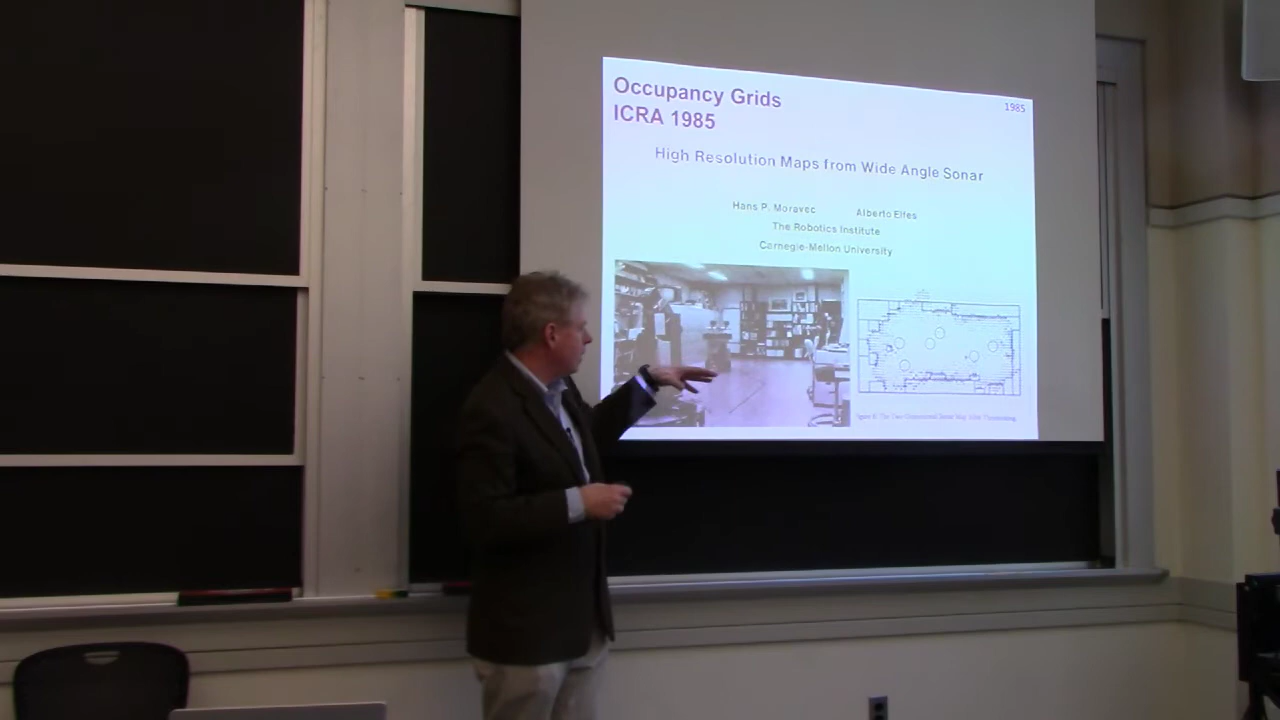 Occupancy Grids
ICRA 1985
1985
High Resolution Maps from Wide Angle Sonar
Hans P. Moravec Alberto Elfes
The Robotics Institute
Carnegie-Mellon University